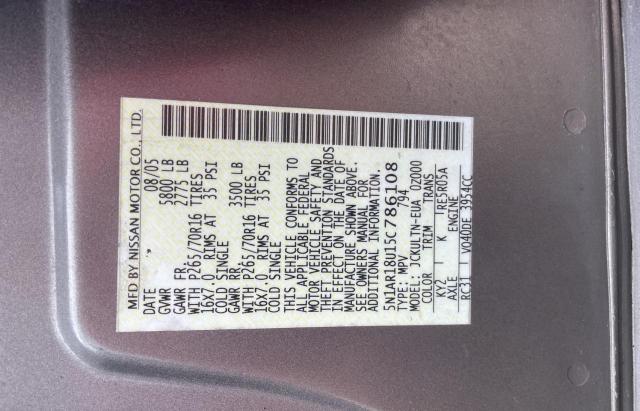 MFD BY NISSAN MOTOR CO., LTD.
DATE 08/05
GVWR 5800 LB
GAWR FR 2775 LB
WITH P265/70R16 TIRES
16X7.0 RIMS AT 35 PSI
COLD SINGLE
GAWR RR 3500 LB
WITH P265/70R16 TIRES
16X7.0 RIMS AT 35 PSI
COLD SINGLE
THIS VEHICLE CONFORMS TO
ALL APPLICABLE FEDERAL
MOTOR VEHICLE SAFETY AND
THEFT PREVENTION STANDARDS
IN EFFECT ON THE DATE OF
MANUFACTURE SHOWN ABOVE.
SEE OWNERS MANUAL FOR
ADDITIONAL INFORMATION.
5N1AR18U15C786108
TYPE: MPV 794
MODEL: JCKULTN-EUA D2000
COLOR TRIM TRANS
KY2 K RE5R05A
AXLE ENGINE
RC31 VQ40DE 3954CC